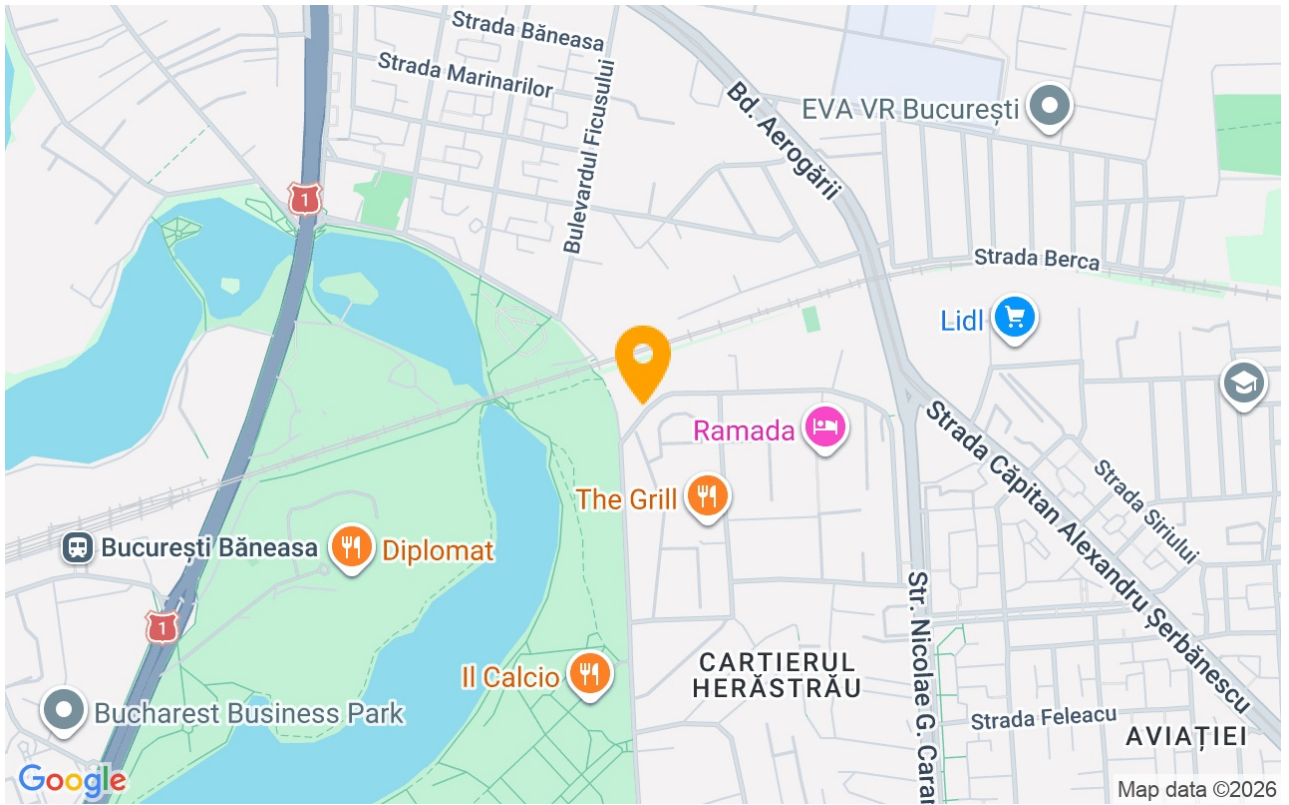 Strada Băneasa
Strada Marinarilor
Bulevardul Ficusului
Bd. Aerogării
EVA VR București
1
Strada Berca
Lidl
Ramada
Strada Căpitan Alexandru Șerbănescu
Strada Siriului
The Grill
București Băneasa
Diplomat
1
Str. Nicolae G. Caran
Il Calcio
CARTIERUL
HERĂSTRĂU
Bucharest Business Park
Strada Feleacu
AVIAȚIEI
Google
Map data ©2026